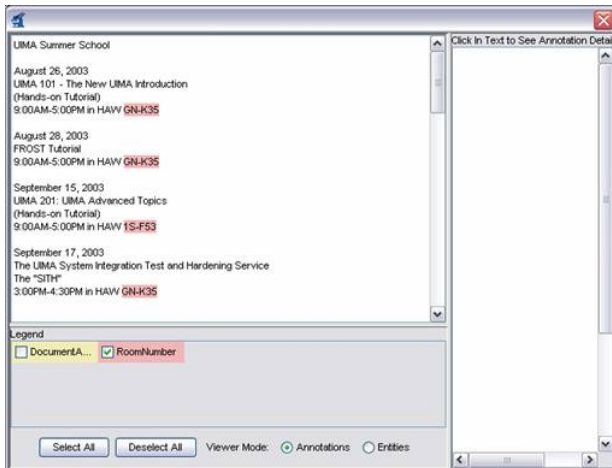 Click In Text to See Annotation Detai
UIMA Summer School
August 26, 2003
UIMA 101 - The New UIMA Introduction
(Hands-on Tutorial)
9:00AM-5:00PM in HAW GN-K35
August 28, 2003
FROST Tutorial
9:00AM-5:00PM in HAW GN-K35
September 15, 2003
UIMA 201: UIMA Advanced Topics
(Hands-on Tutorial)
9:00AM-5:00PM in HAW 1S-F53
September 17, 2003
The UIMA System Integration Test and Hardening Service
The "SITH"
3:00PM-4:30PM in HAW GN-K35
Legend
DocumentA... RoomNumber
Select All Deselect All Viewer Mode: Annotations Entities